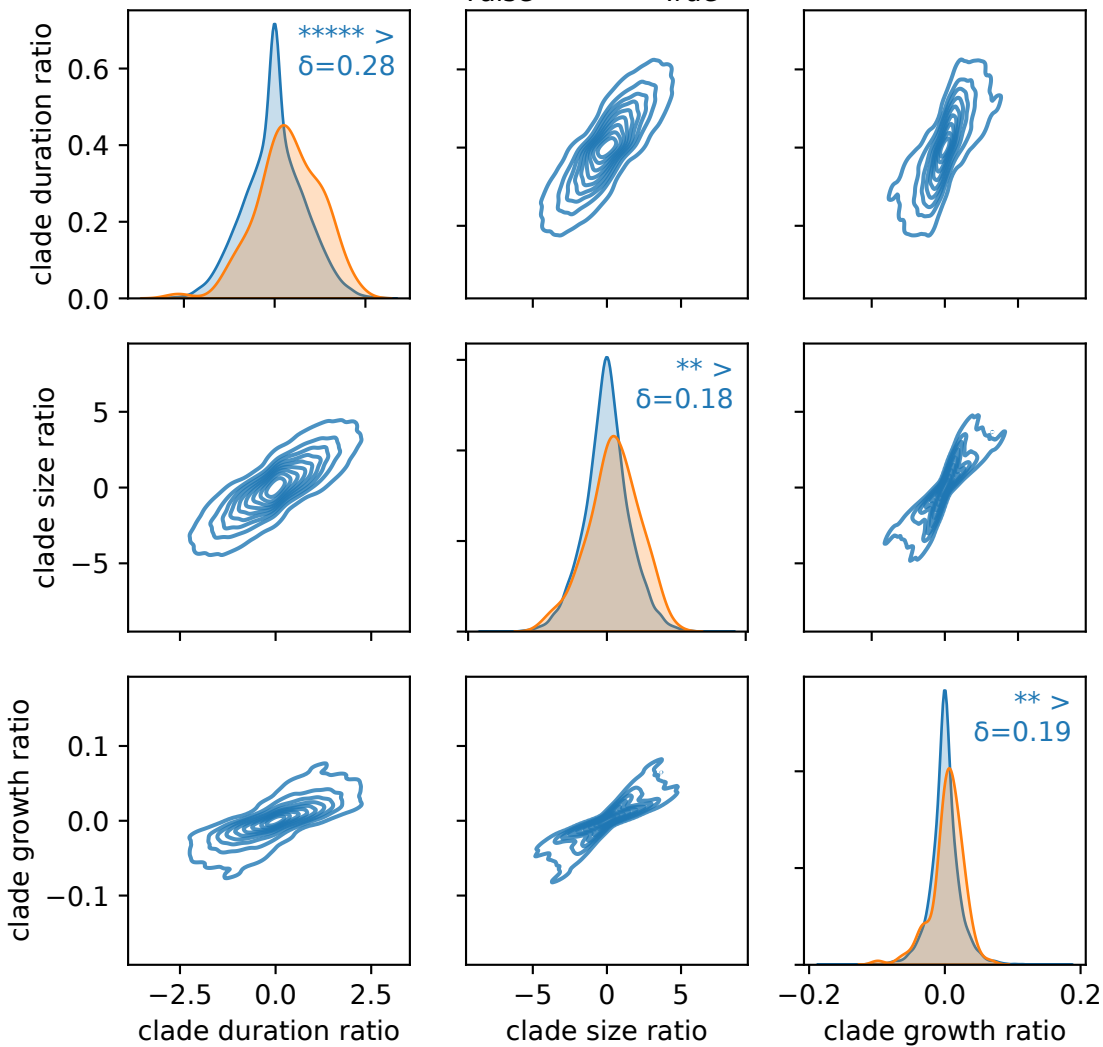 clade duration ratio
0.6
0.4
0.2
0.0
***** >
δ=0.28
clade size ratio
5
0
−5
** >
δ=0.18
clade growth ratio
0.1
0.0
−0.1
** >
δ=0.19
−2.5 0.0 2.5
−5 0 5
−0.2 0.0 0.2
clade duration ratio
clade size ratio
clade growth ratio